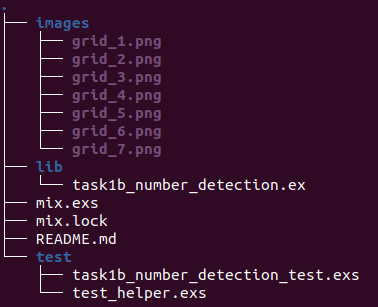 .
├── images
│   ├── grid_1.png
│   ├── grid_2.png
│   ├── grid_3.png
│   ├── grid_4.png
│   ├── grid_5.png
│   ├── grid_6.png
│   └── grid_7.png
├── lib
│   └── task1b_number_detection.ex
├── mix.exs
├── mix.lock
├── README.md
└── test
    ├── task1b_number_detection_test.exs
    └── test_helper.exs